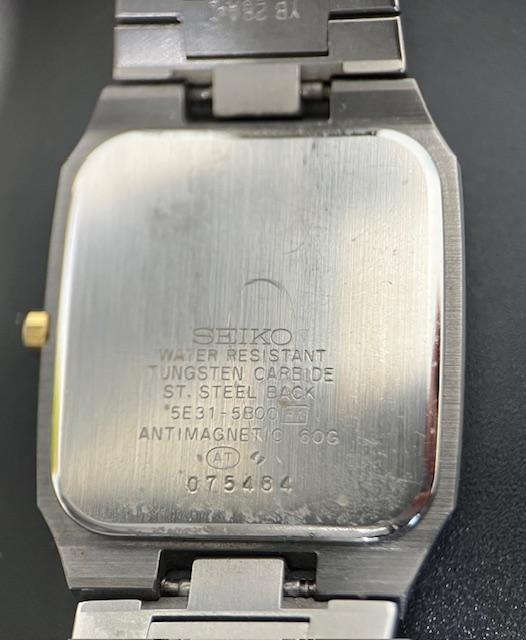 SEIKO
WATER RESISTANT
TUNGSTEN CARBIDE
ST. STEEL BACK
5E31-5B00
ANTIMAGNETIC 60G
AT
075484